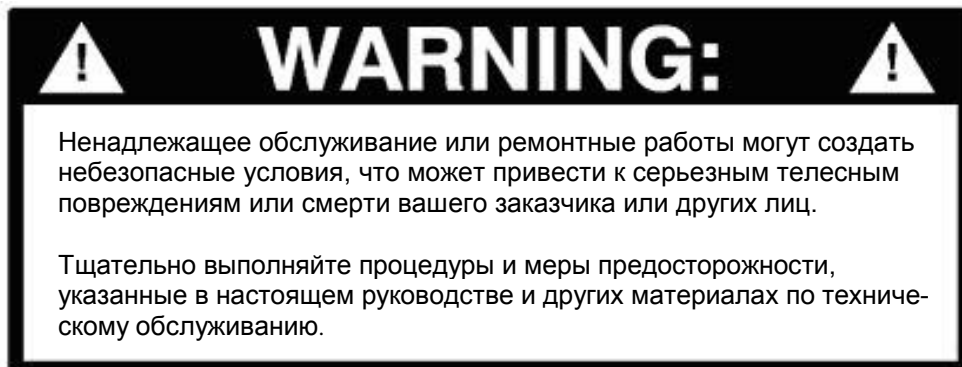 WARNING:
Ненадлежащее обслуживание или ремонтные работы могут создать
небезопасные условия, что может привести к серьезным телесным
повреждениям или смерти вашего заказчика или других лиц.
Тщательно выполняйте процедуры и меры предосторожности,
указанные в настоящем руководстве и других материалах по техниче-
скому обслуживанию.